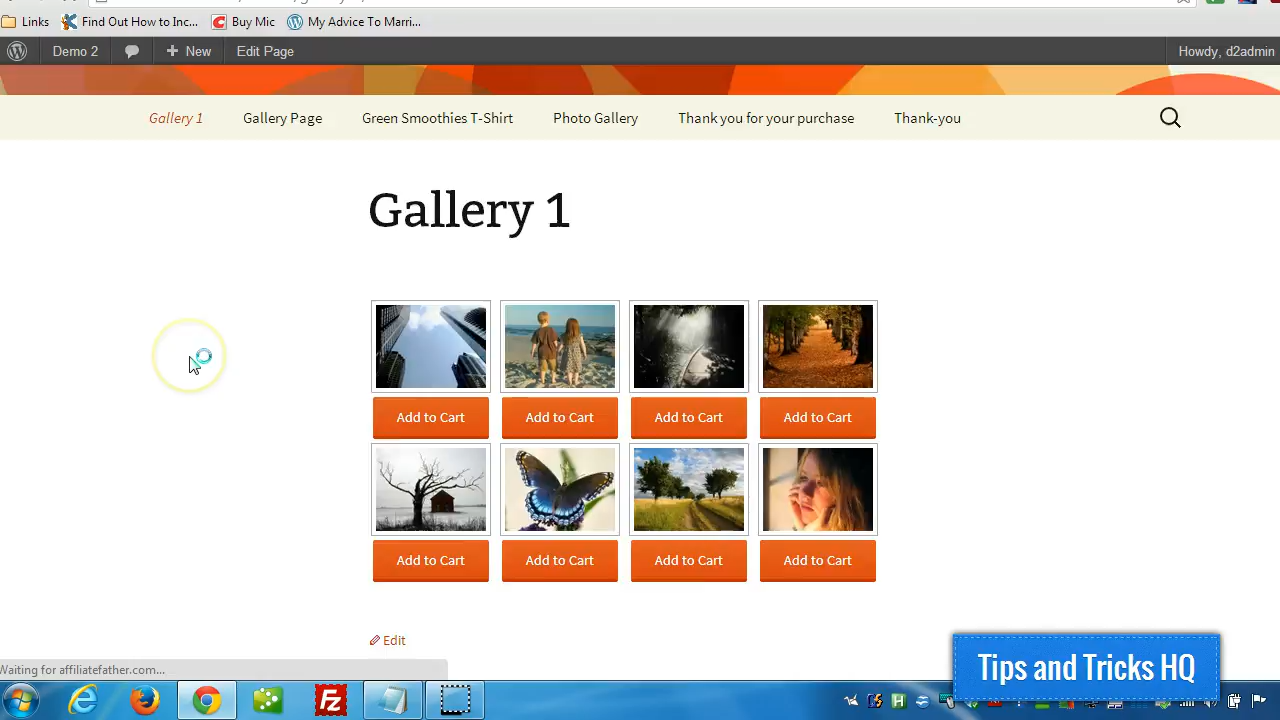 Links
Find Out How to Inc...
Buy Mic
My Advice To Marri...
Demo 2
New
Edit Page
Howdy, d2admin
Gallery 1
Gallery Page
Green Smoothies T-Shirt
Photo Gallery
Thank you for your purchase
Thank-you
Gallery 1
Add to Cart
Add to Cart
Add to Cart
Add to Cart
Add to Cart
Add to Cart
Add to Cart
Add to Cart
Edit
Waiting for affiliatefather.com...
Tips and Tricks HQ